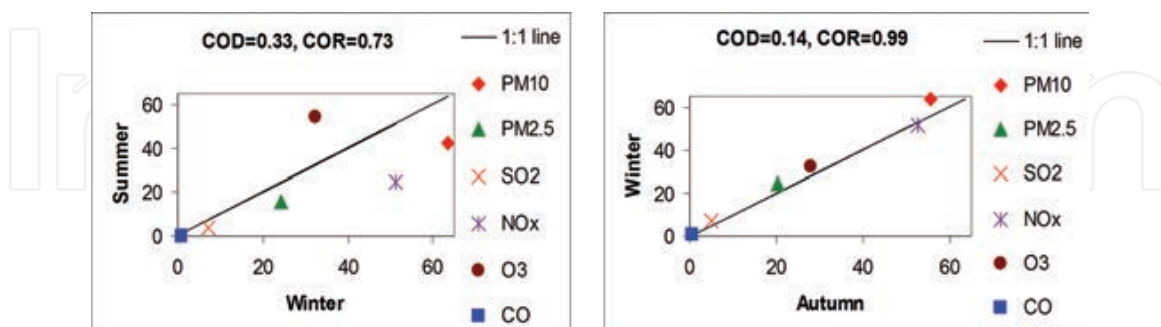 COD=0.33, COR=0.73
1:1 line
PM10
PM2.5
SO2
NOx
O3
CO
Summer
60
40
20
0
0 20 40 60
Winter
COD=0.14, COR=0.99
1:1 line
PM10
PM2.5
SO2
NOx
O3
CO
Winter
60
40
20
0
0 20 40 60
Autumn